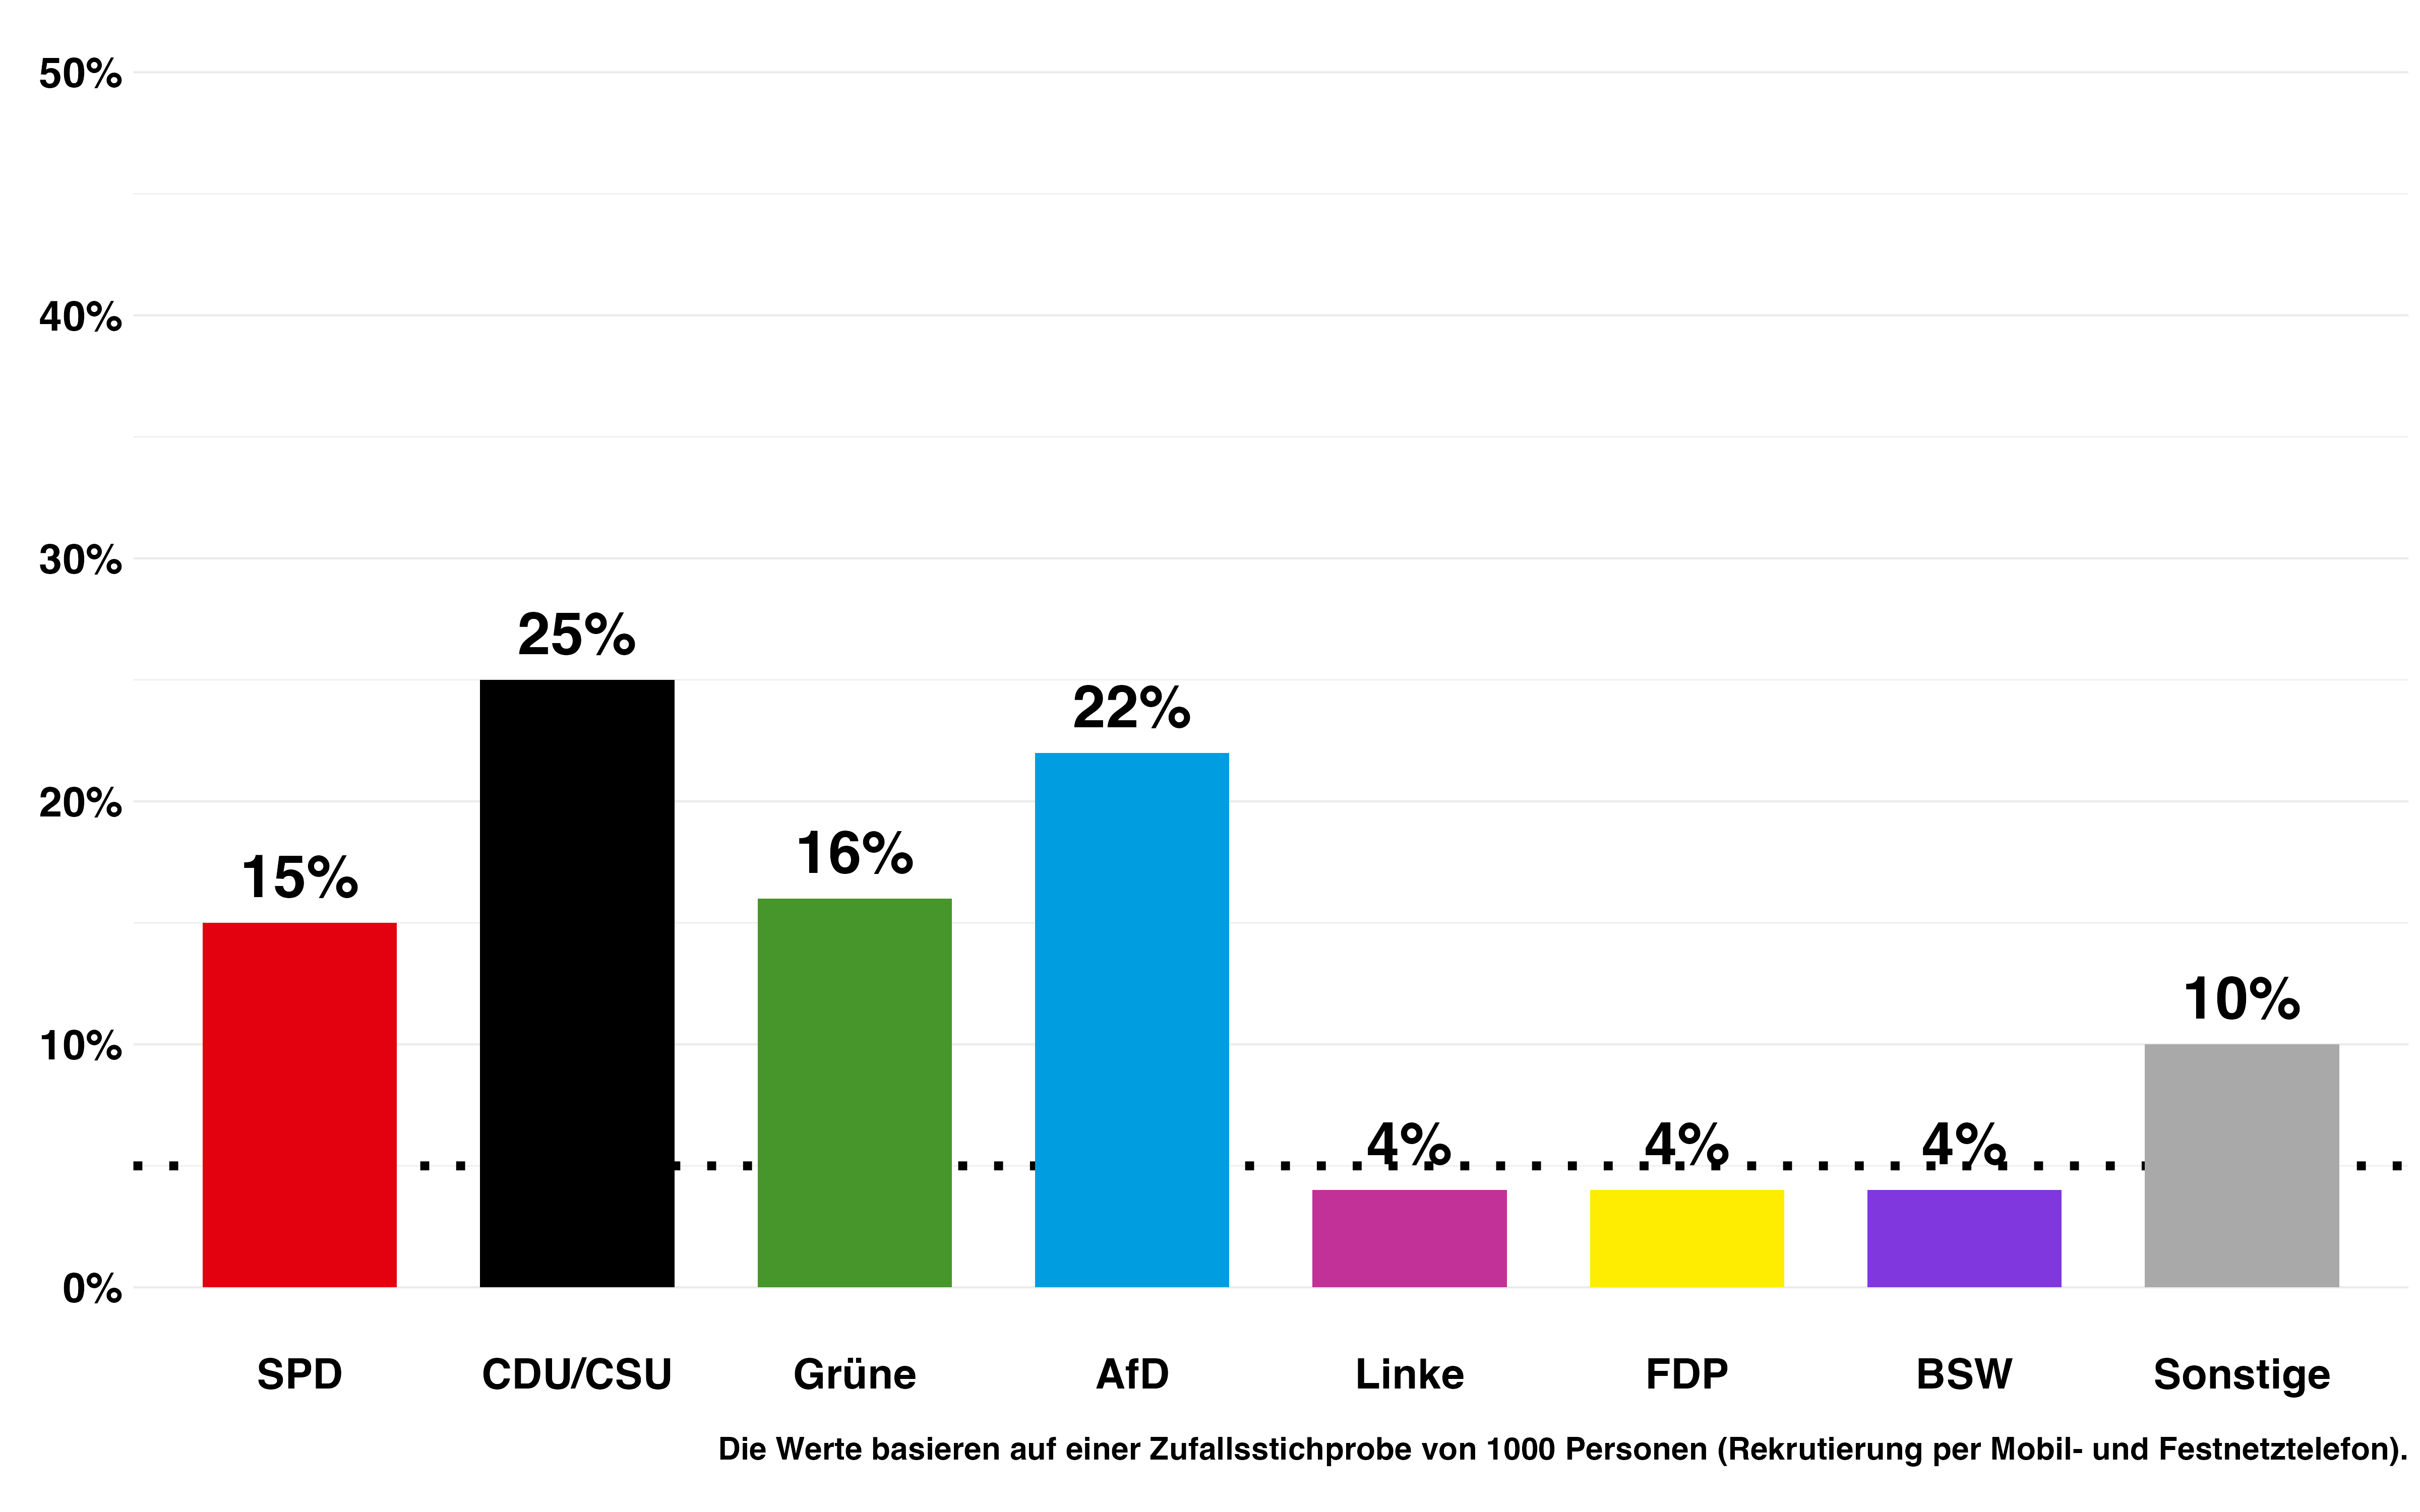 50%
40%
30%
20%
10%
0%
15%
25%
16%
22%
4%
4%
4%
10%
SPD
CDU/CSU
Grüne
AfD
Linke
FDP
BSW
Sonstige
Die Werte basieren auf einer Zufallsstichprobe von 1000 Personen (Rekrutierung per Mobil- und Festnetztelefon).